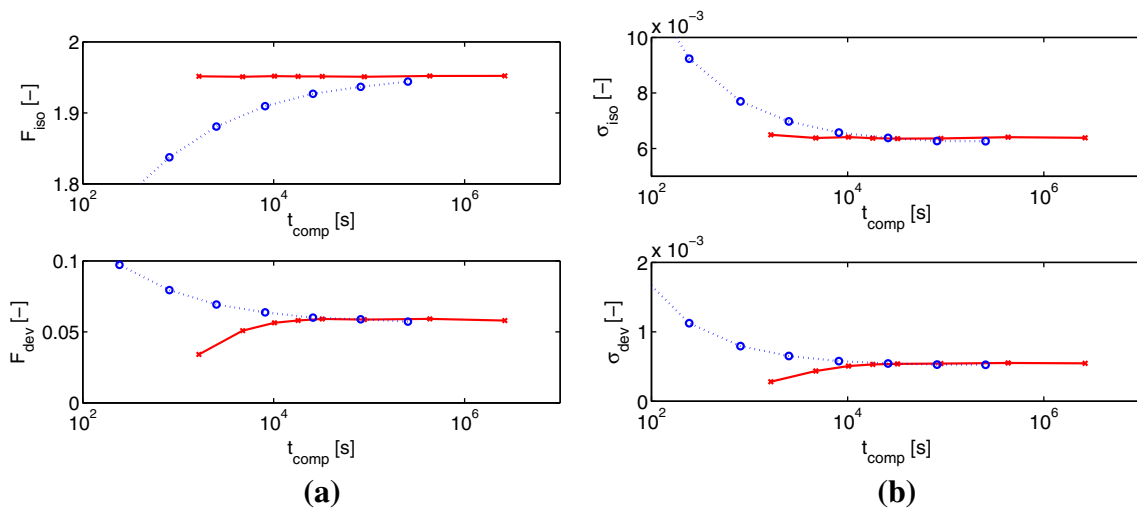 2
1.9
1.8
F_iso [–]
10^2
10^4
10^6
t_comp [s]
0.1
0.05
0
F_dev [–]
10^2
10^4
10^6
t_comp [s]
(a)
x 10^−3
10
8
6
σ_iso [–]
10^2
10^4
10^6
t_comp [s]
x 10^−3
2
1
0
σ_dev [–]
10^2
10^4
10^6
t_comp [s]
(b)